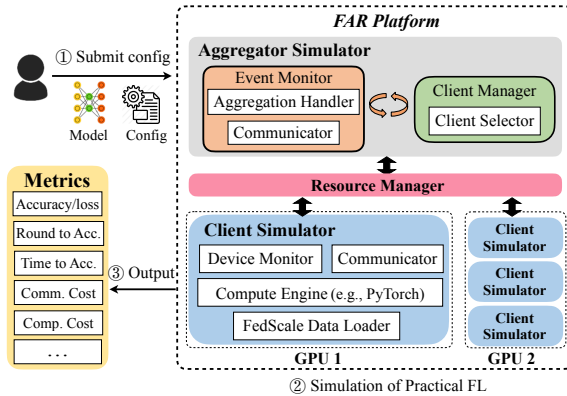 FAR Platform
① Submit config
Model
Config
Aggregator Simulator
Event Monitor
Aggregation Handler
Communicator
Client Manager
Client Selector
Resource Manager
Metrics
Accuracy/loss
Round to Acc.
Time to Acc.
Comm. Cost
Comp. Cost
...
③ Output
Client Simulator
Device Monitor
Communicator
Compute Engine (e.g., PyTorch)
FedScale Data Loader
GPU 1
Client
Simulator
Client
Simulator
Client
Simulator
GPU 2
② Simulation of Practical FL